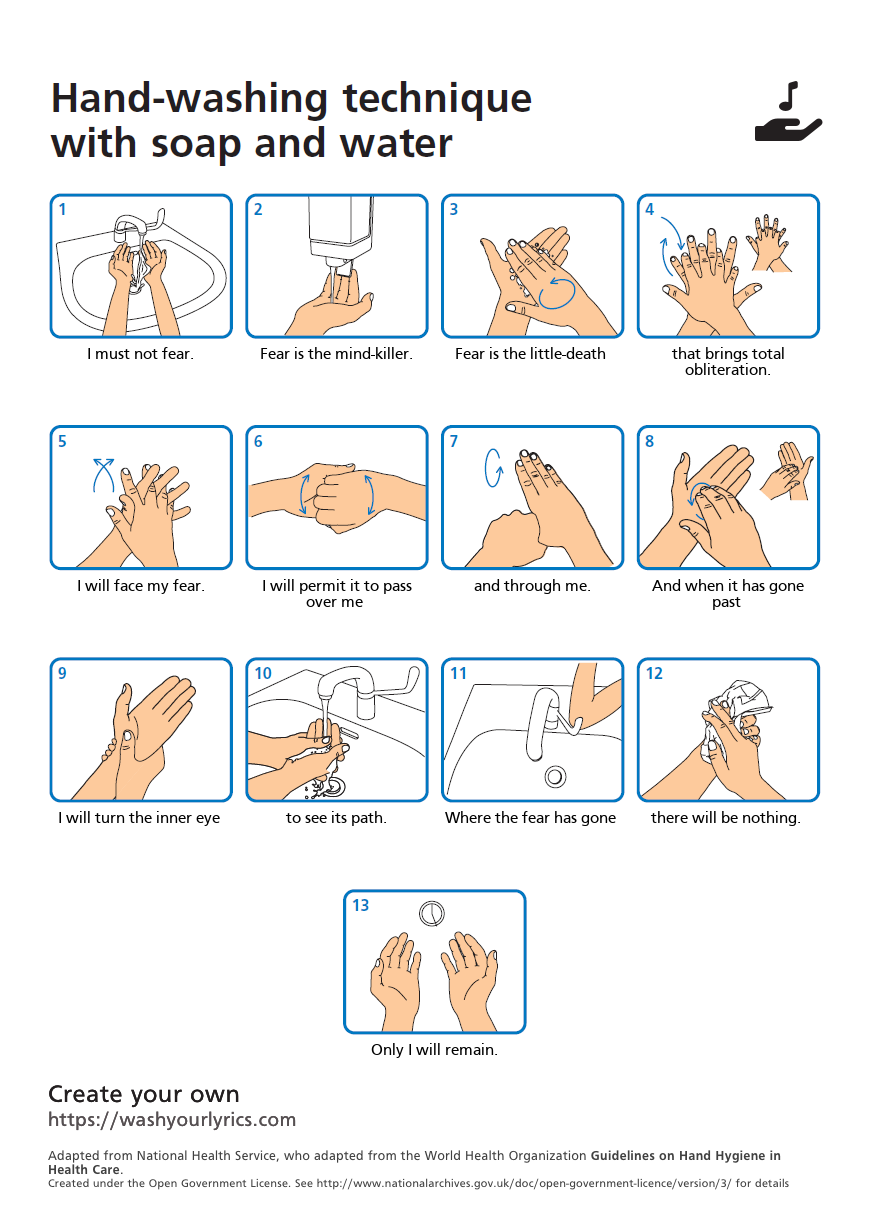 Hand-washing technique
with soap and water
1
2
3
4
I must not fear.
Fear is the mind-killer.
Fear is the little-death
that brings total
obliteration.
5
6
7
8
I will face my fear.
I will permit it to pass
over me
and through me.
And when it has gone
past
9
10
11
12
I will turn the inner eye
to see its path.
Where the fear has gone
there will be nothing.
13
Only I will remain.
Create your own
https://washyourlyrics.com
Adapted from National Health Service, who adapted from the World Health Organization Guidelines on Hand Hygiene in
Health Care.
Created under the Open Government License. See http://www.nationalarchives.gov.uk/doc/open-government-licence/version/3/ for details